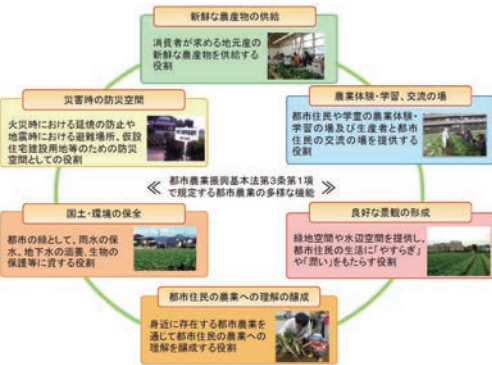 新鮮な農産物の供給
消費者が求める地元産の
新鮮な農産物を供給する
役割
農業体験・学習、交流の場
都市住民や学童の農業体験・
学習の場及び生産者と都市
住民の交流の場を提供する
役割
良好な景観の形成
緑地空間や水辺空間を提供し、
都市住民の生活に「やすらぎ」
や「潤い」をもたらす役割
都市住民の農業への理解の醸成
身近に存在する都市農業を
通じて都市住民の農業への
理解を醸成する役割
国土・環境の保全
都市の緑として、雨水の保
水、地下水の涵養、生物の
保護等に資する役割
災害時の防災空間
火災時における延焼の防止や
地震時における避難場所、仮設
住宅建設用地等のための防災
空間としての役割
≪ 都市農業振興基本法第3条第1項 ≫
で規定する都市農業の多様な機能